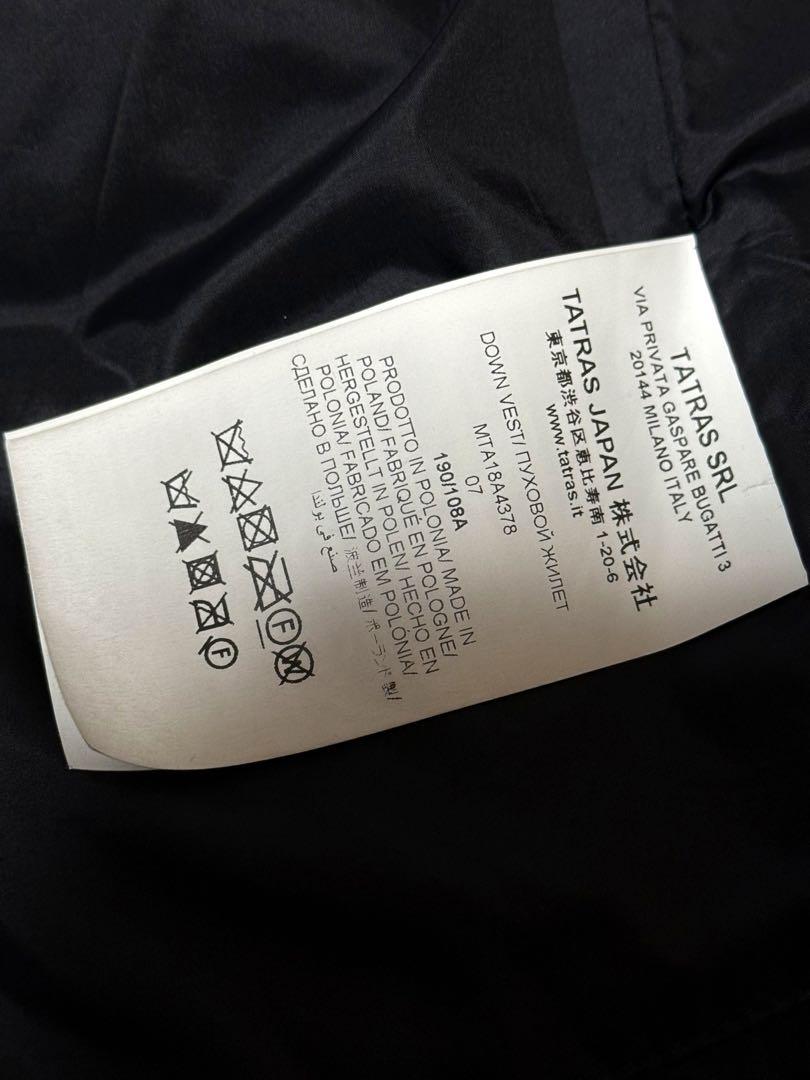 TATRAS SRL
VIA PRIVATA GASPARE BUGATTI 3
20144 MILANO ITALY
TATRAS JAPAN 株式会社
東京都渋谷区恵比寿南 1-20-6
www.tatras.it
DOWN VEST/ ПУХОВОЙ ЖИЛЕТ
MTA18A4378
07
190/108A
PRODOTTO IN POLONIA/ MADE IN
POLAND/ FABRIQUÉ EN POLOGNE/
HERGESTELLT IN POLEN/ HECHO EN
POLONIA/ FABRICADO EM POLÓNIA/
СДЕЛАНО В ПОЛЬШЕ/ 波兰制造/ ポーランド製/
صنع في بولندا
F
W
F